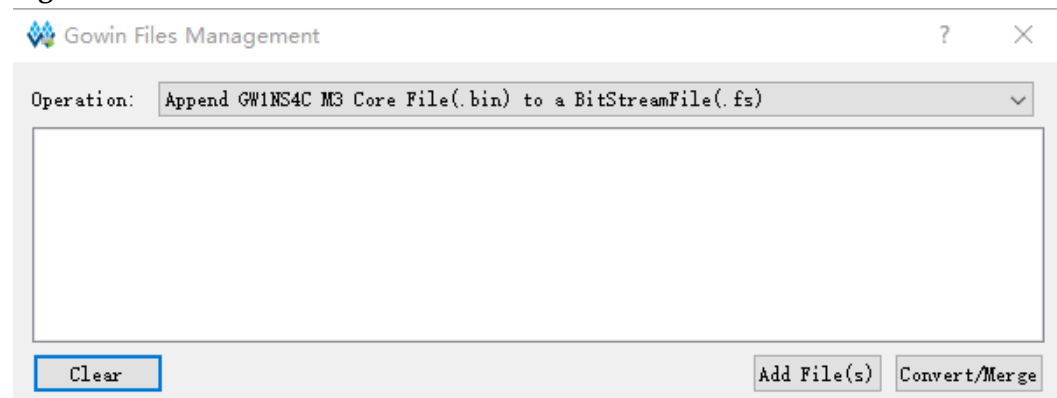 Gowin Files Management
Operation: Append GW1NS4C M3 Core File(.bin) to a BitStreamFile(.fs)
Clear Add File(s) Convert/Merge